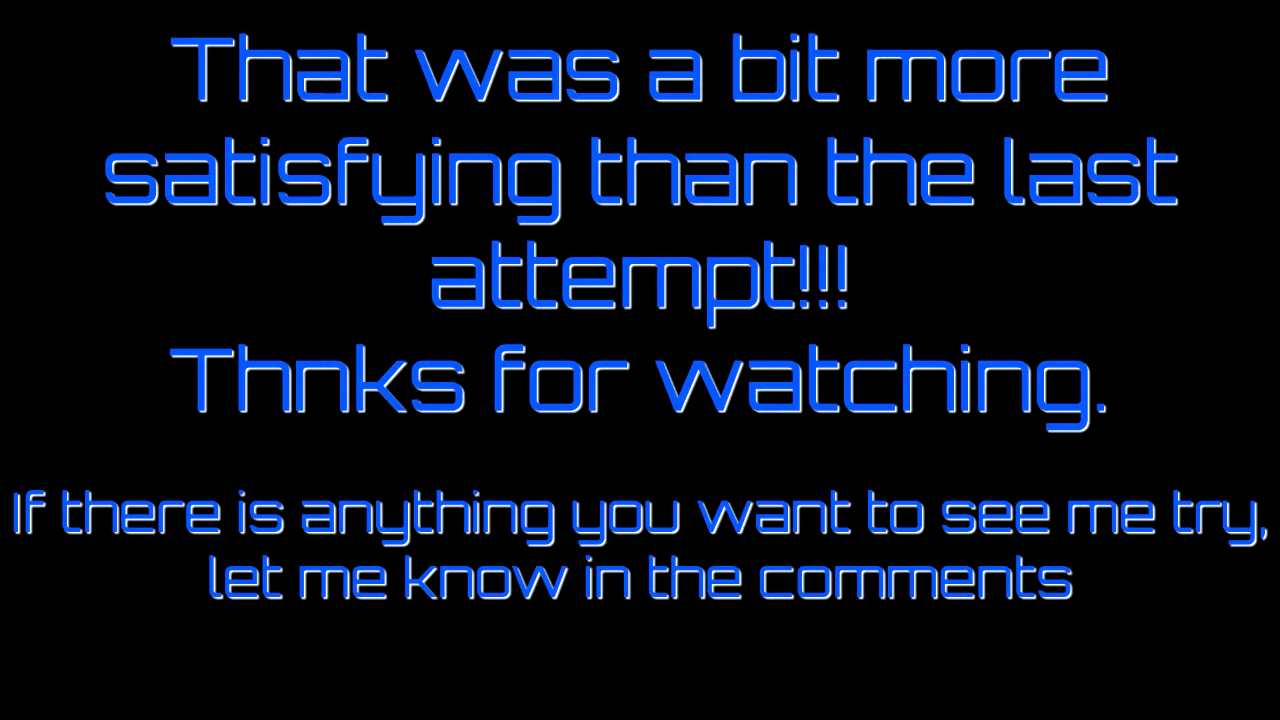 That was a bit more
satisfying than the last
attempt!!!
Thnks for watching.
If there is anything you want to see me try,
let me know in the comments